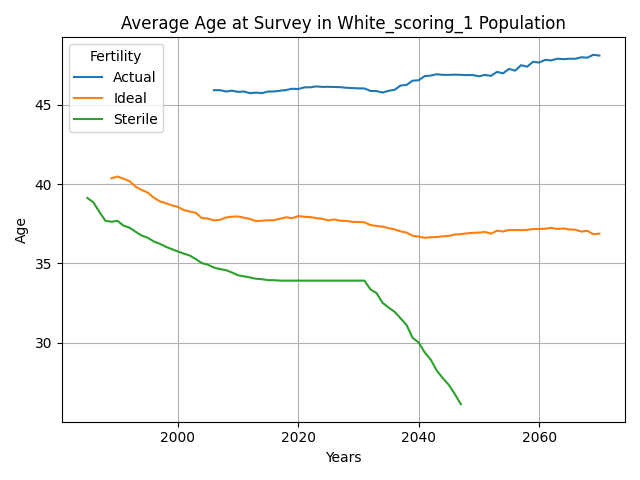 Average Age at Survey in White_scoring_1 Population
Fertility
Actual
Ideal
Sterile
45
40
35
30
Age
2000
2020
2040
2060
Years